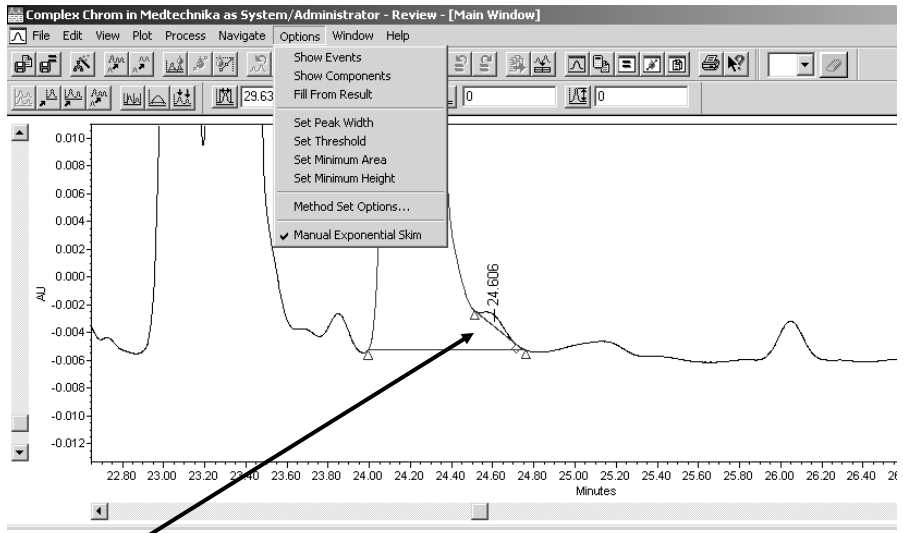 Complex Chrom in Medtechnika as System/Administrator - Review - [Main Window]
File Edit View Plot Process Navigate Options Window Help
Show Events
Show Components
Fill From Result
Set Peak Width
Set Threshold
Set Minimum Area
Set Minimum Height
Method Set Options...
Manual Exponential Skim
29.63
0
0
0.010
0.008
0.006
0.004
0.002
0.000
-0.002
-0.004
-0.006
-0.008
-0.010
-0.012
AU
24.606
22.80 23.00 23.20 23.40 23.60 23.80 24.00 24.20 24.40 24.60 24.80 25.00 25.20 25.40 25.60 25.80 26.00 26.20 26.40
Minutes